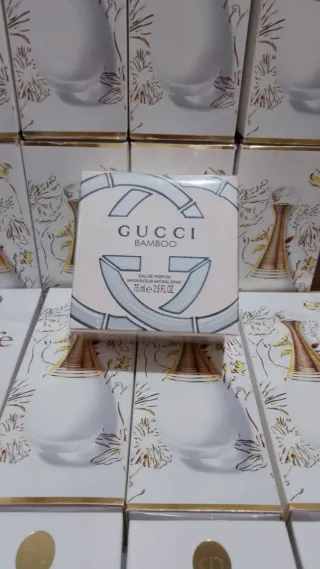 GUCCI
BAMBOO
EAU DE PARFUM
VAPORISATEUR NATURAL SPRAY
75 ml e 2.5 FL.OZ.